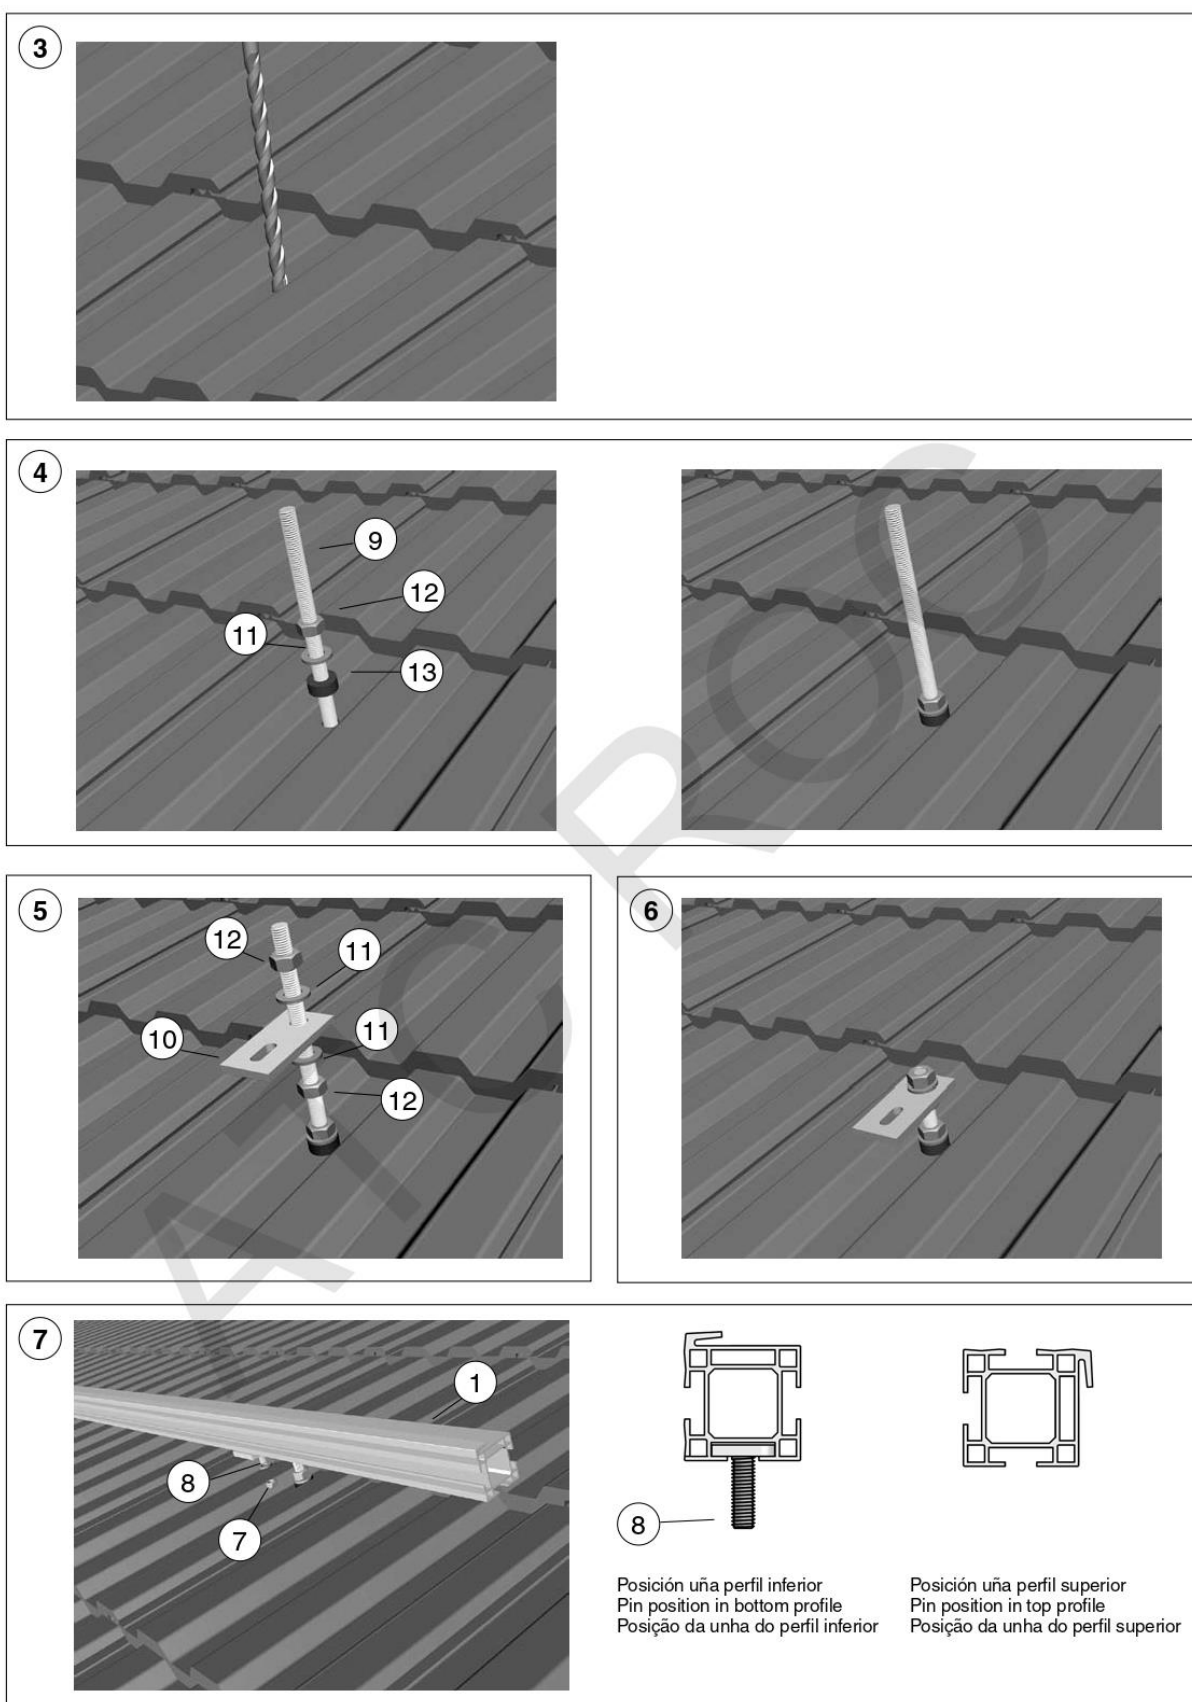 3
4
9
12
11
13
5
12
11
10
11
12
6
7
1
8
7
8
Posición uña perfil inferior
Pin position in bottom profile
Posição da unha do perfil inferior
Posición uña perfil superior
Pin position in top profile
Posição da unha do perfil superior
ATCROS